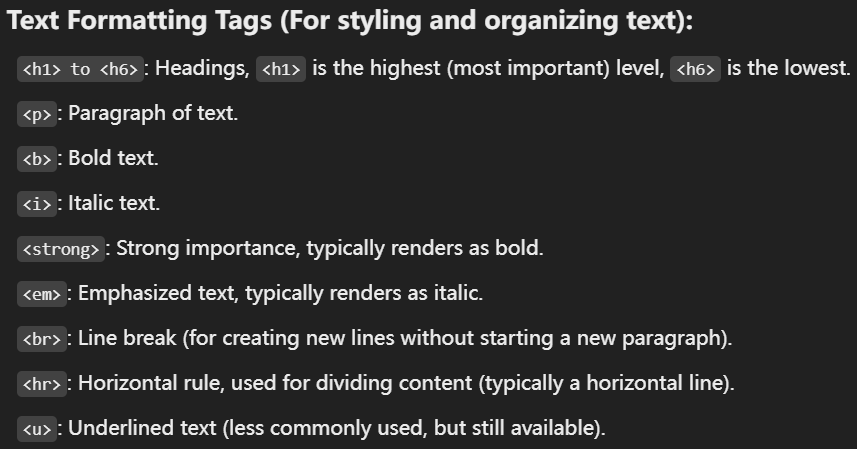 Text Formatting Tags (For styling and organizing text):
<h1> to <h6>: Headings, <h1> is the highest (most important) level, <h6> is the lowest.
<p>: Paragraph of text.
<b>: Bold text.
<i>: Italic text.
<strong>: Strong importance, typically renders as bold.
<em>: Emphasized text, typically renders as italic.
<br>: Line break (for creating new lines without starting a new paragraph).
<hr>: Horizontal rule, used for dividing content (typically a horizontal line).
<u>: Underlined text (less commonly used, but still available).